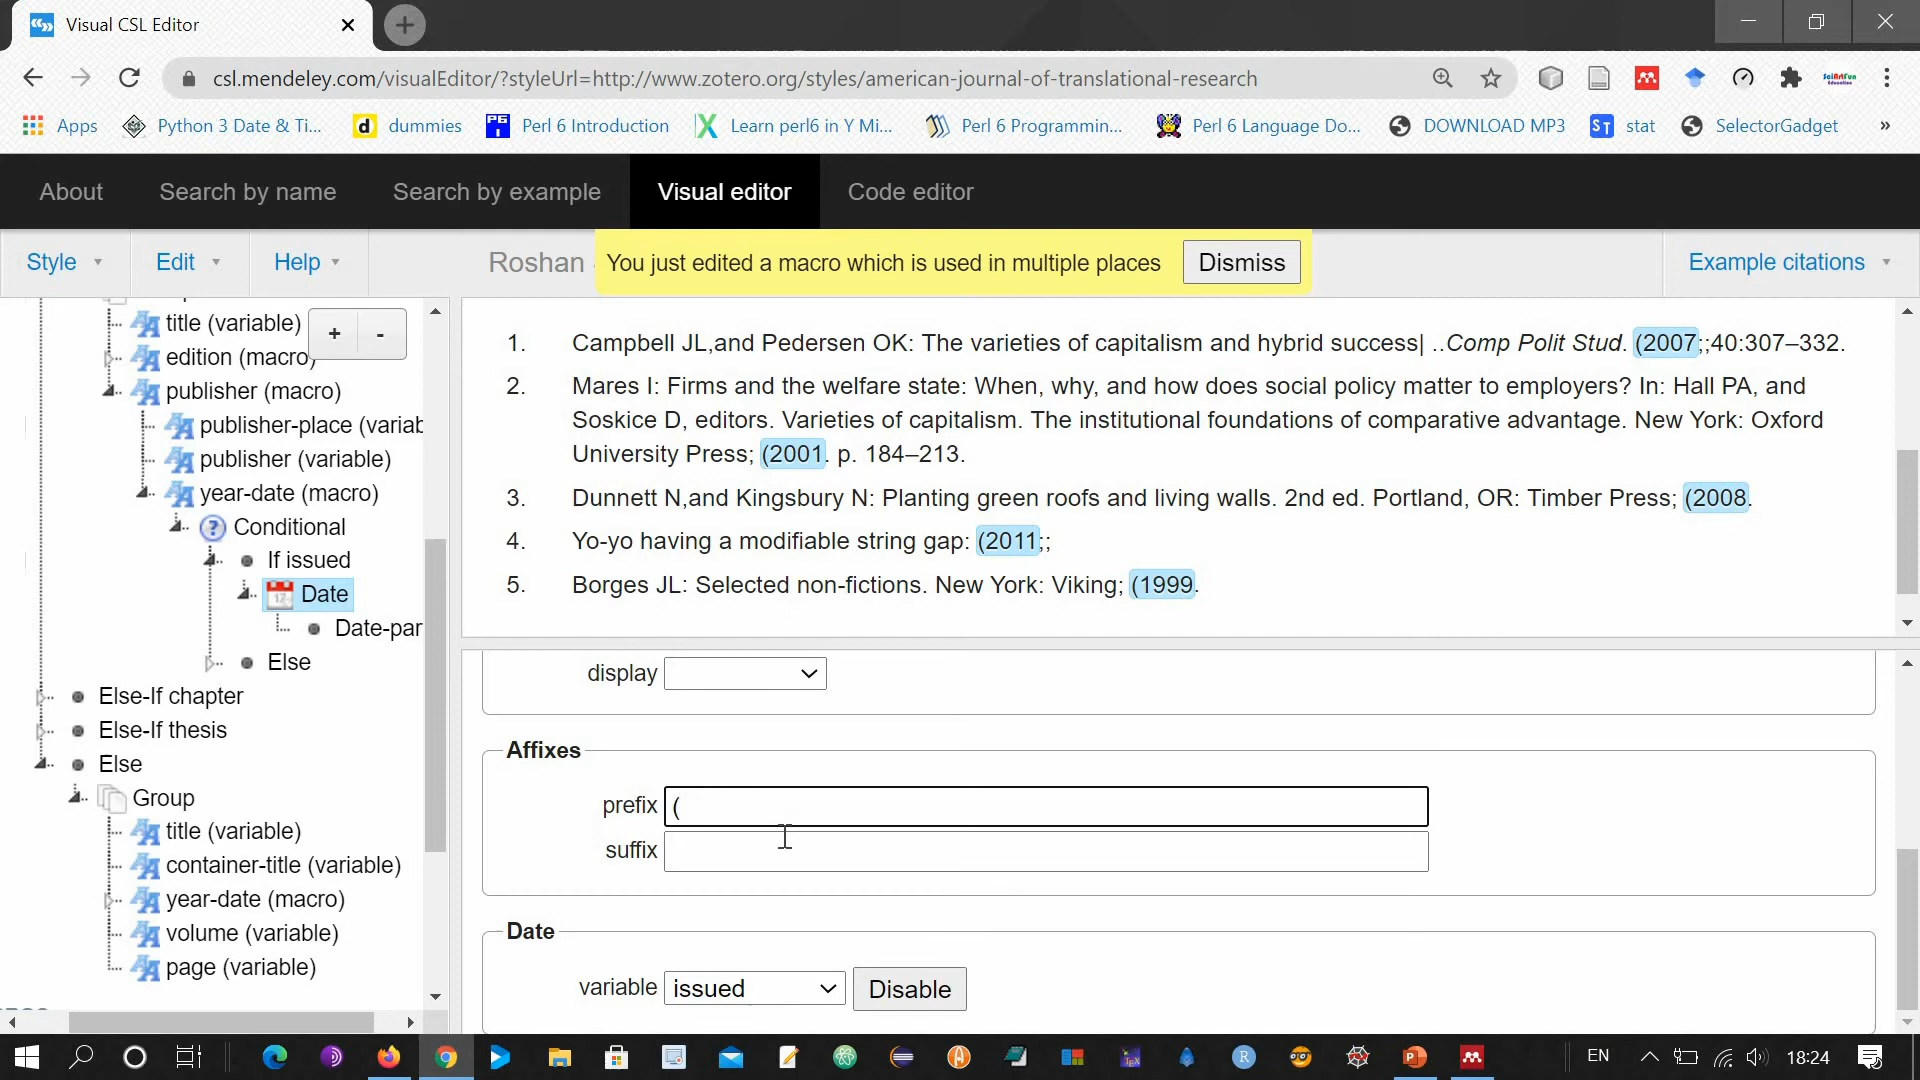 Visual CSL Editor
csl.mendeley.com/visualEditor/?styleUrl=http://www.zotero.org/styles/american-journal-of-translational-research
Apps Python 3 Date & Ti... dummies Perl 6 Introduction Learn perl6 in Y Mi... Perl 6 Programmin... Perl 6 Language Do... DOWNLOAD MP3 stat SelectorGadget »
About Search by name Search by example Visual editor Code editor
Style Edit Help Roshan You just edited a macro which is used in multiple places Dismiss Example citations
title (variable)
edition (macro)
publisher (macro)
publisher-place (variab
publisher (variable)
year-date (macro)
Conditional
If issued
Date
Date-par
Else
Else-If chapter
Else-If thesis
Else
Group
title (variable)
container-title (variable)
year-date (macro)
volume (variable)
page (variable)
+ -
1. Campbell JL,and Pedersen OK: The varieties of capitalism and hybrid success| ..Comp Polit Stud. (2007;;40:307–332.
2. Mares I: Firms and the welfare state: When, why, and how does social policy matter to employers? In: Hall PA, and
Soskice D, editors. Varieties of capitalism. The institutional foundations of comparative advantage. New York: Oxford
University Press; (2001. p. 184–213.
3. Dunnett N,and Kingsbury N: Planting green roofs and living walls. 2nd ed. Portland, OR: Timber Press; (2008.
4. Yo-yo having a modifiable string gap: (2011;;
5. Borges JL: Selected non-fictions. New York: Viking; (1999.
display
Affixes
prefix (
suffix
Date
variable issued Disable
EN 18:24